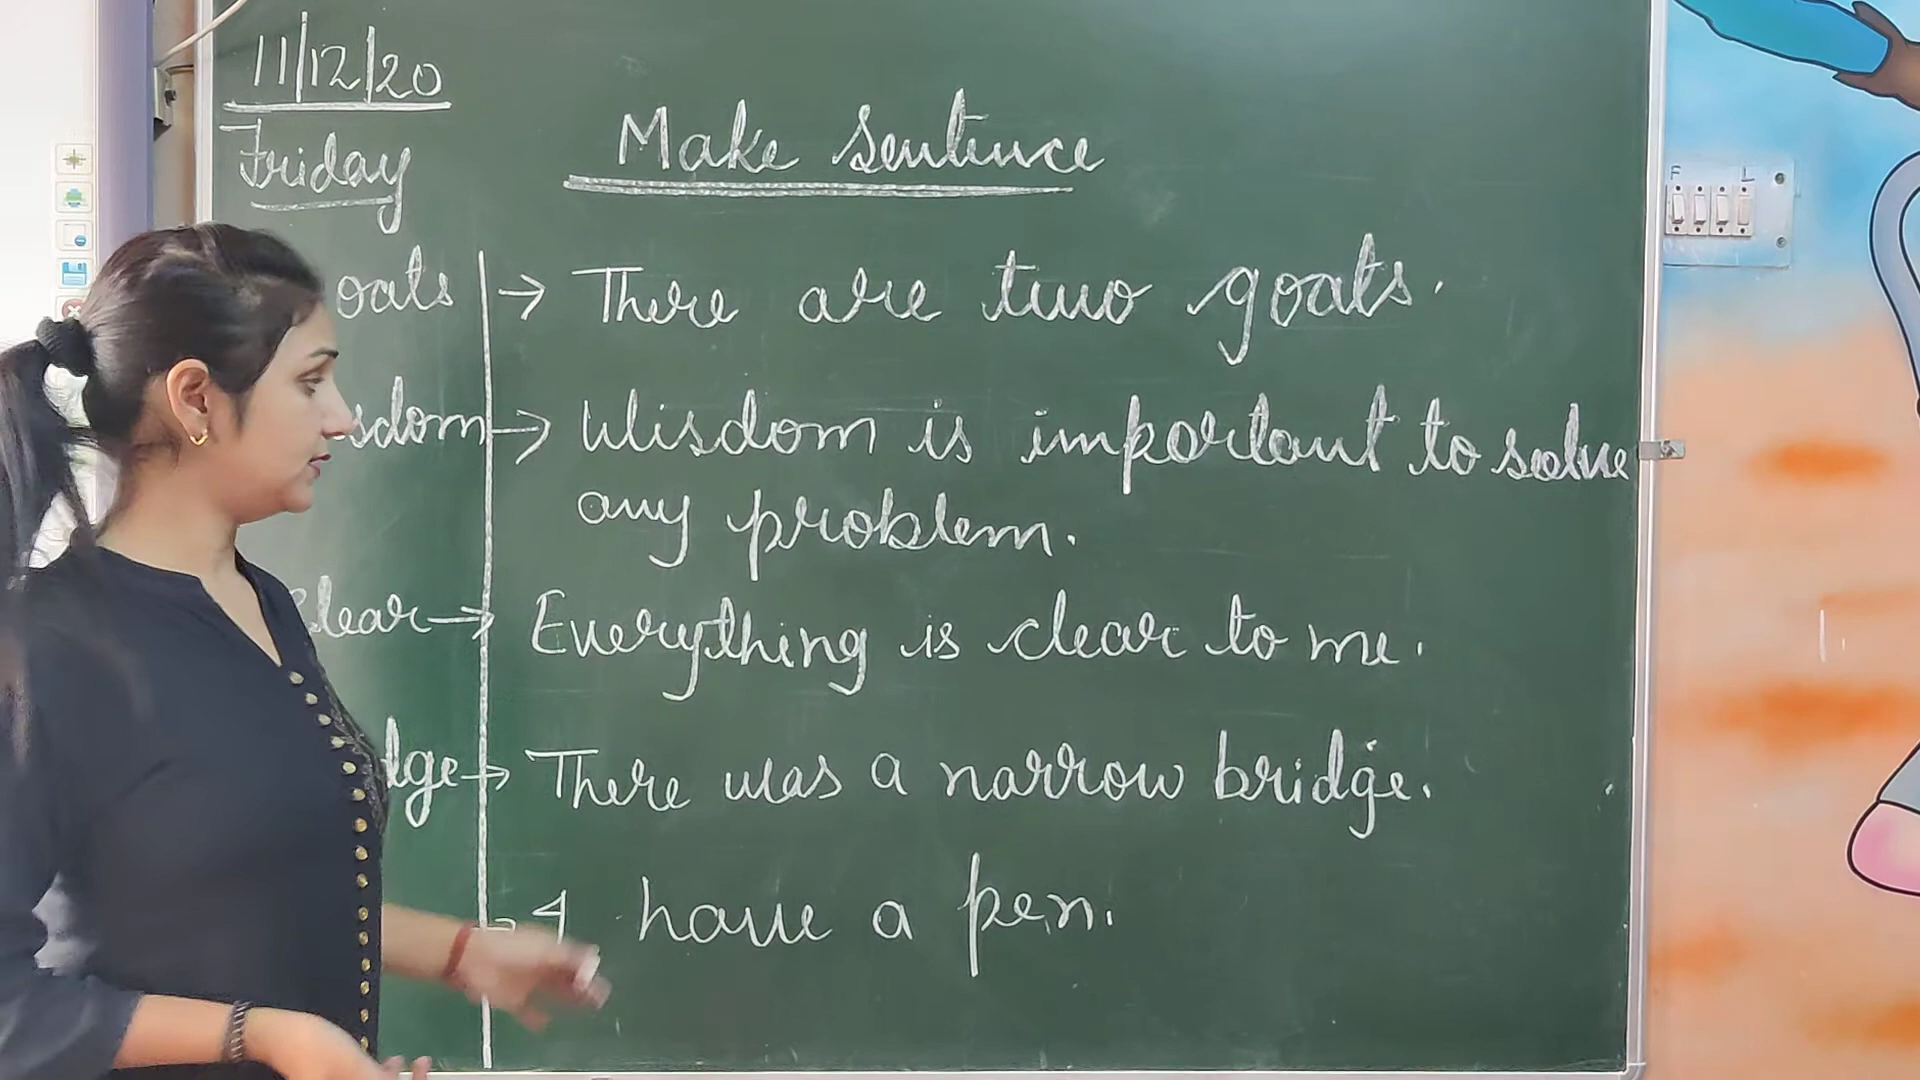 11/12/20
Friday
Make Sentence
oats → There are two goats.
sdom → Wisdom is important to solve
any problem.
Clear → Everything is clear to me.
dge → There was a narrow bridge.
→ I have a pen.
F L